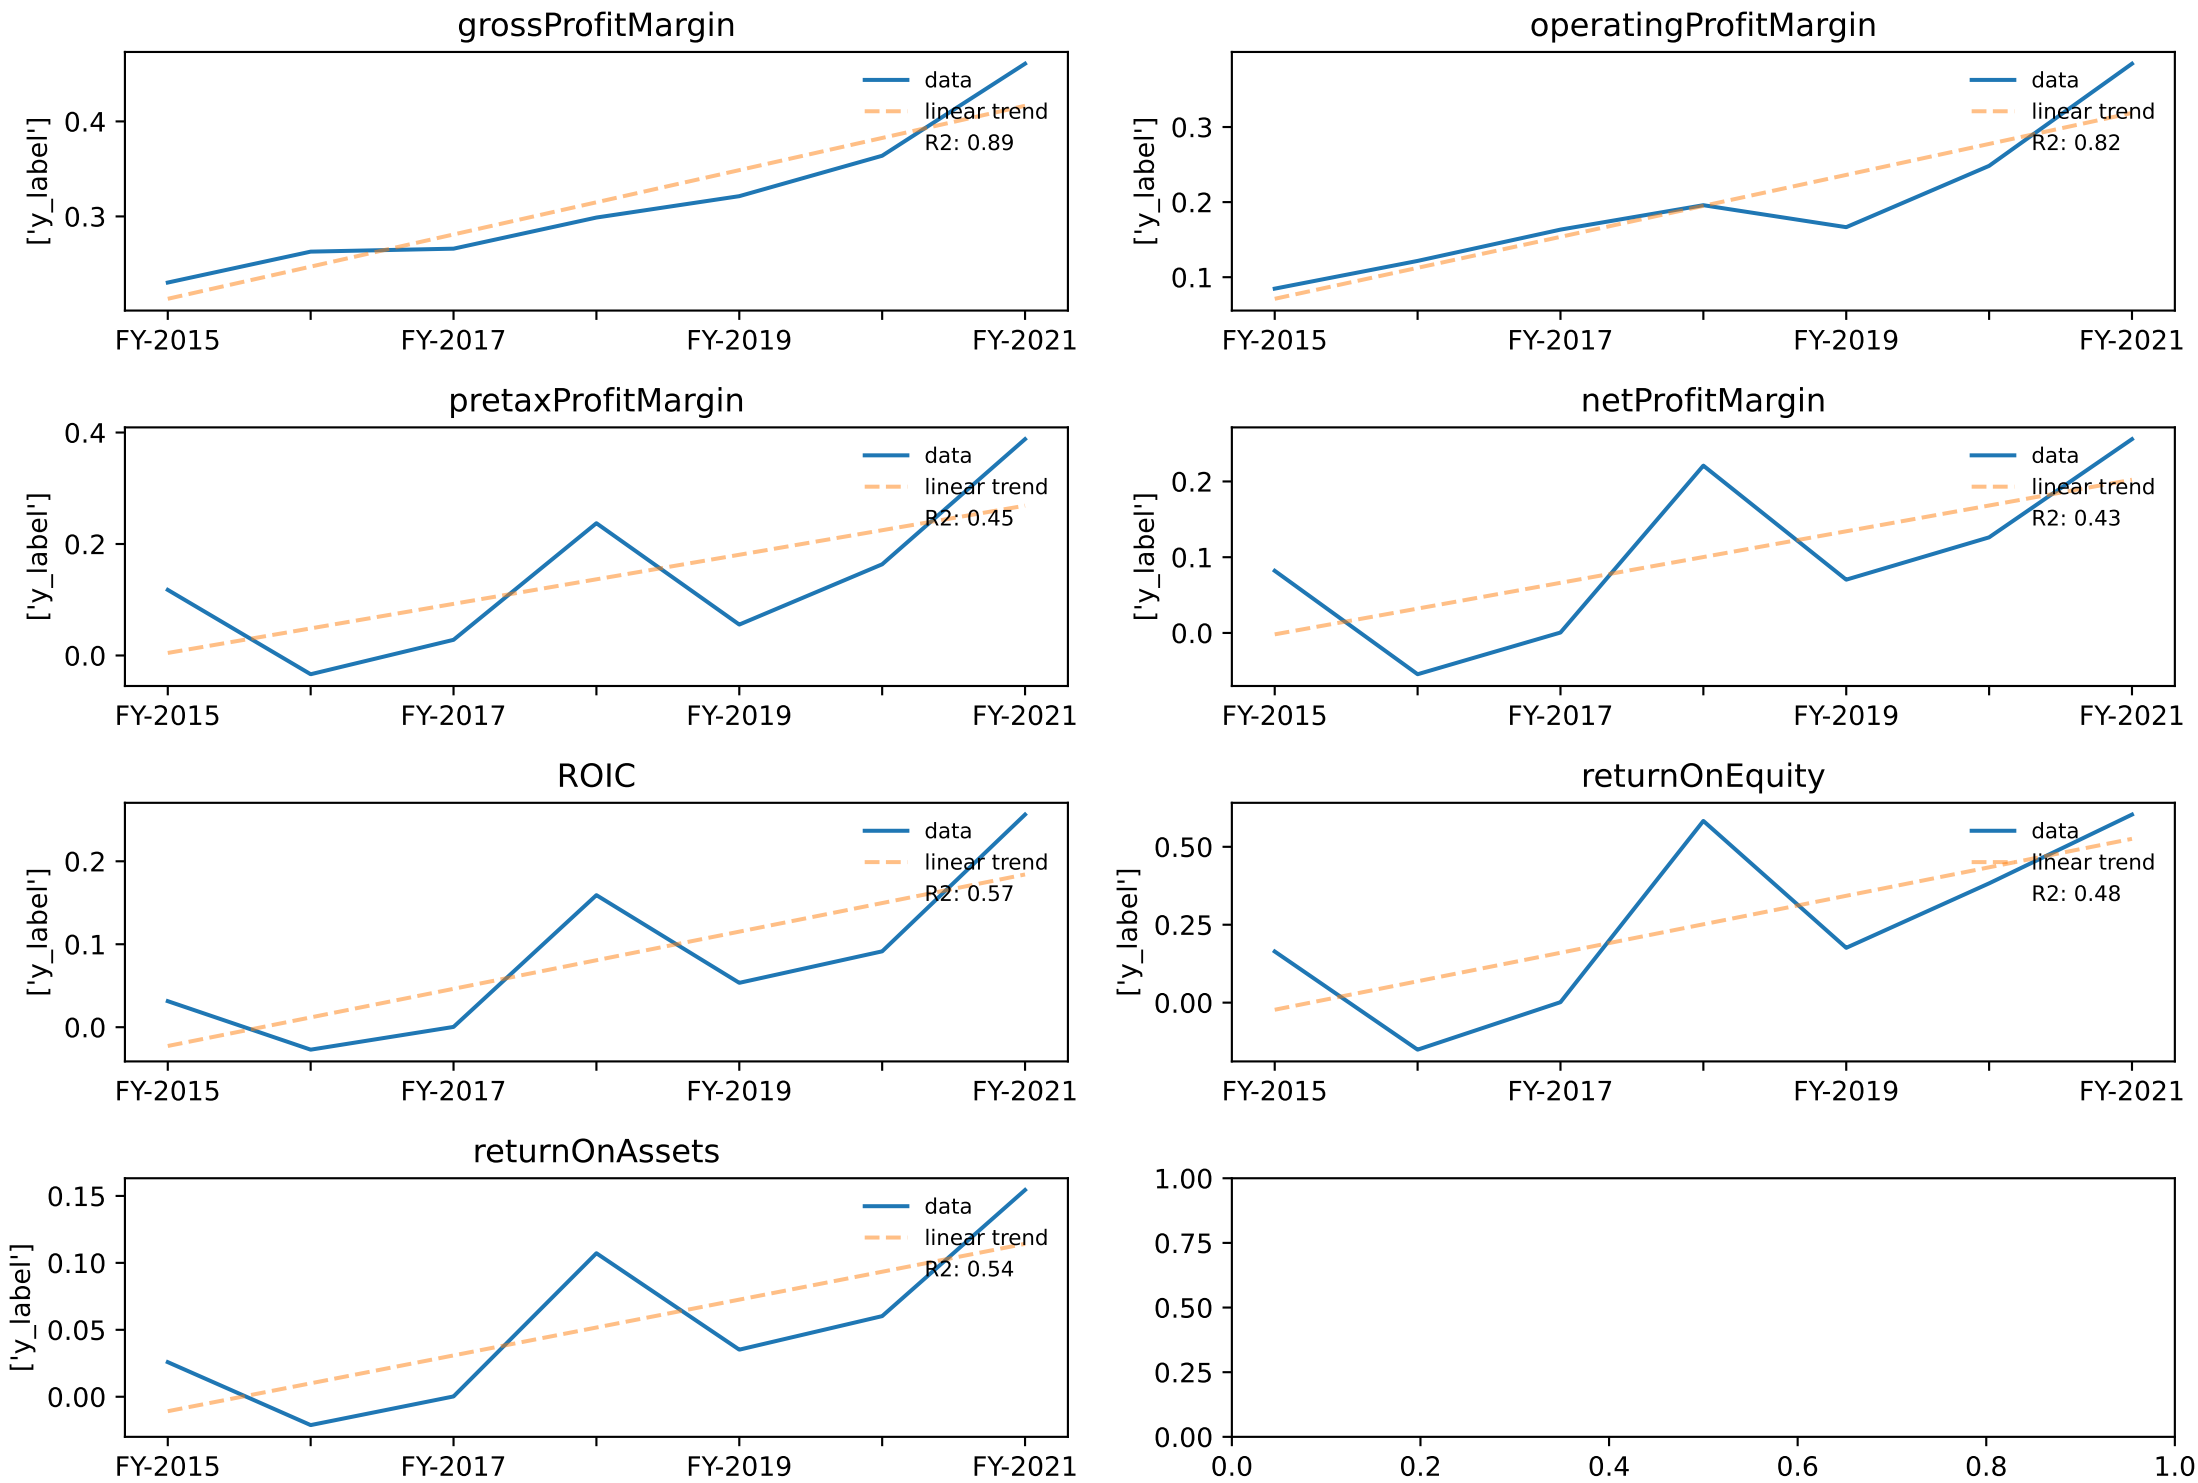 grossProfitMargin
['y_label']
0.4
0.3
data
linear trend
R2: 0.89
FY-2015
FY-2017
FY-2019
FY-2021
operatingProfitMargin
['y_label']
0.3
0.2
0.1
data
linear trend
R2: 0.82
FY-2015
FY-2017
FY-2019
FY-2021
pretaxProfitMargin
['y_label']
0.4
0.2
0.0
data
linear trend
R2: 0.45
FY-2015
FY-2017
FY-2019
FY-2021
netProfitMargin
['y_label']
0.2
0.1
0.0
data
linear trend
R2: 0.43
FY-2015
FY-2017
FY-2019
FY-2021
ROIC
['y_label']
0.2
0.1
0.0
data
linear trend
R2: 0.57
FY-2015
FY-2017
FY-2019
FY-2021
returnOnEquity
['y_label']
0.50
0.25
0.00
data
linear trend
R2: 0.48
FY-2015
FY-2017
FY-2019
FY-2021
returnOnAssets
['y_label']
0.15
0.10
0.05
0.00
data
linear trend
R2: 0.54
FY-2015
FY-2017
FY-2019
FY-2021
1.00
0.75
0.50
0.25
0.00
0.0
0.2
0.4
0.6
0.8
1.0